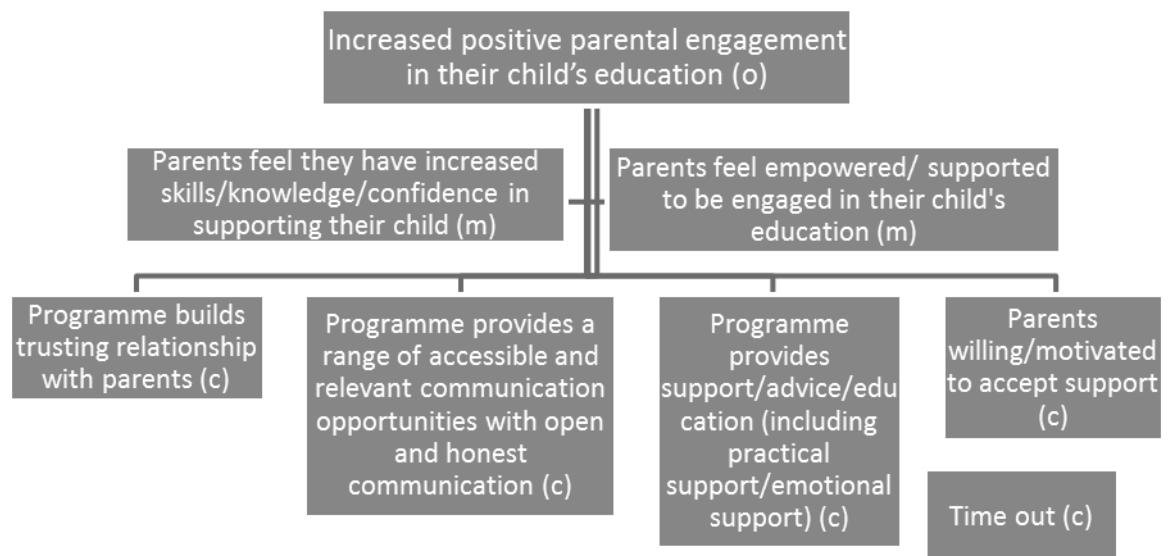 Increased positive parental engagement
in their child’s education (o)
Parents feel they have increased
skills/knowledge/confidence in
supporting their child (m)
Parents feel empowered/ supported
to be engaged in their child's
education (m)
Programme builds
trusting relationship
with parents (c)
Programme provides a
range of accessible and
relevant communication
opportunities with open
and honest
communication (c)
Programme
provides
support/advice/edu
cation (including
practical
support/emotional
support) (c)
Parents
willing/motivated
to accept support
(c)
Time out (c)